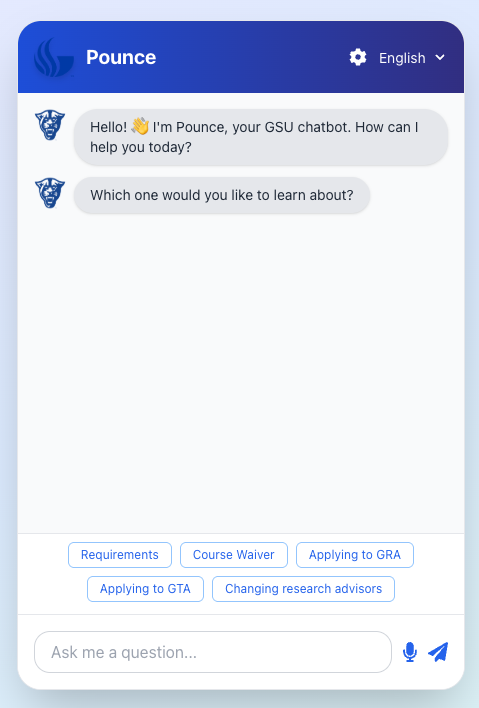 Pounce
English
Hello! 👋 I'm Pounce, your GSU chatbot. How can I
help you today?
Which one would you like to learn about?
Requirements
Course Waiver
Applying to GRA
Applying to GTA
Changing research advisors
Ask me a question...